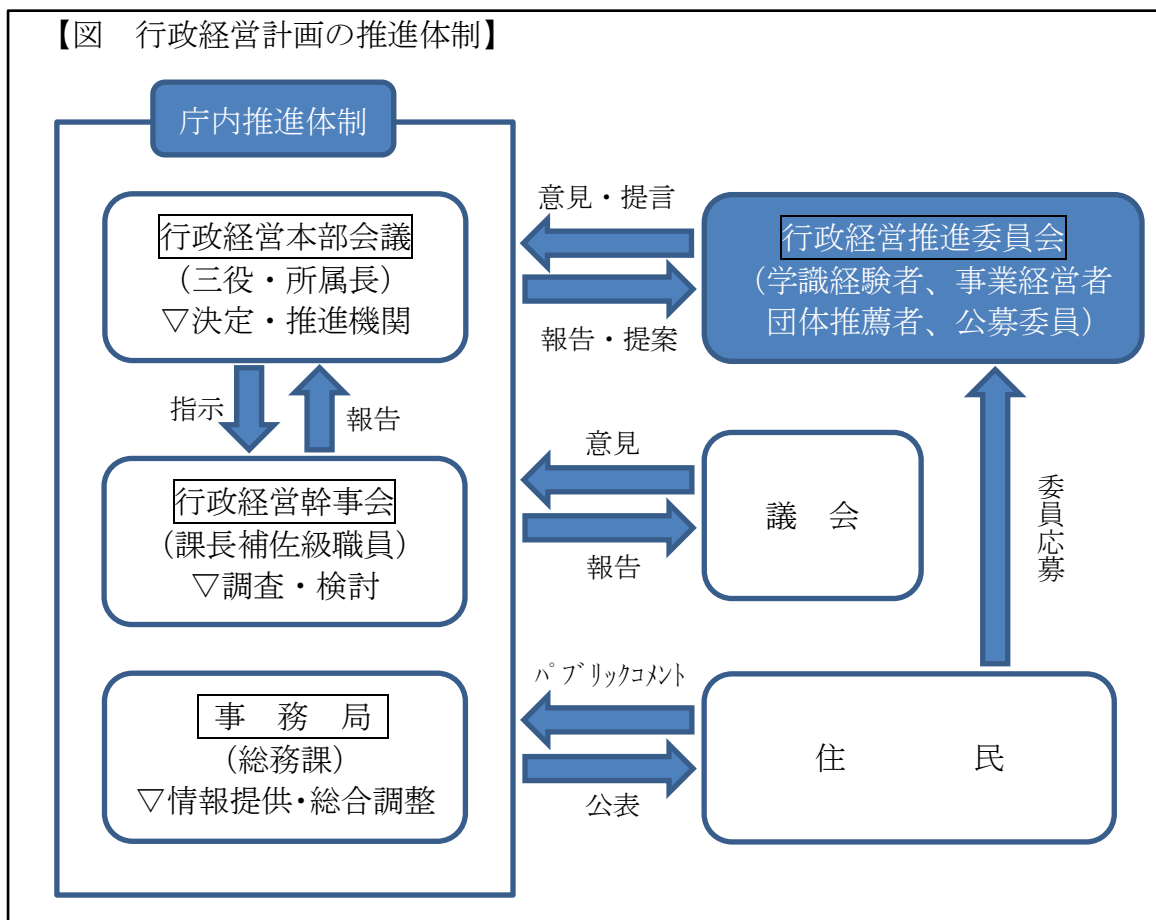 【図　行政経営計画の推進体制】
庁内推進体制
行政経営本部会議
（三役・所属長）
▽決定・推進機関
指示
報告
行政経営幹事会
（課長補佐級職員）
▽調査・検討
事　務　局
（総務課）
▽情報提供・総合調整
意見・提言
報告・提案
行政経営推進委員会
（学識経験者、事業経営者
団体推薦者、公募委員）
意見
報告
議　会
委員応募
ﾊﾟﾌﾞﾘｯｸｺﾒﾝﾄ
公表
住　　　民